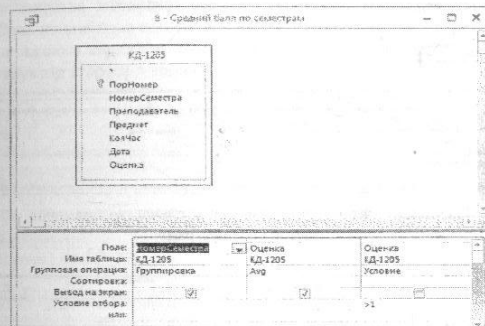 8 - Средний балл по семестрам
КД-1205
*
ПорНомер
НомерСеместра
Преподаватель
Предмет
КолЧас
Дата
Оценка
Поле: НомерСеместра Оценка Оценка
Имя таблицы: КД-1205 КД-1205 КД-1205
Групповая операция: Группировка Avg Условие
Сортировка:
Вывод на экран:
Условие отбора: >1
или: